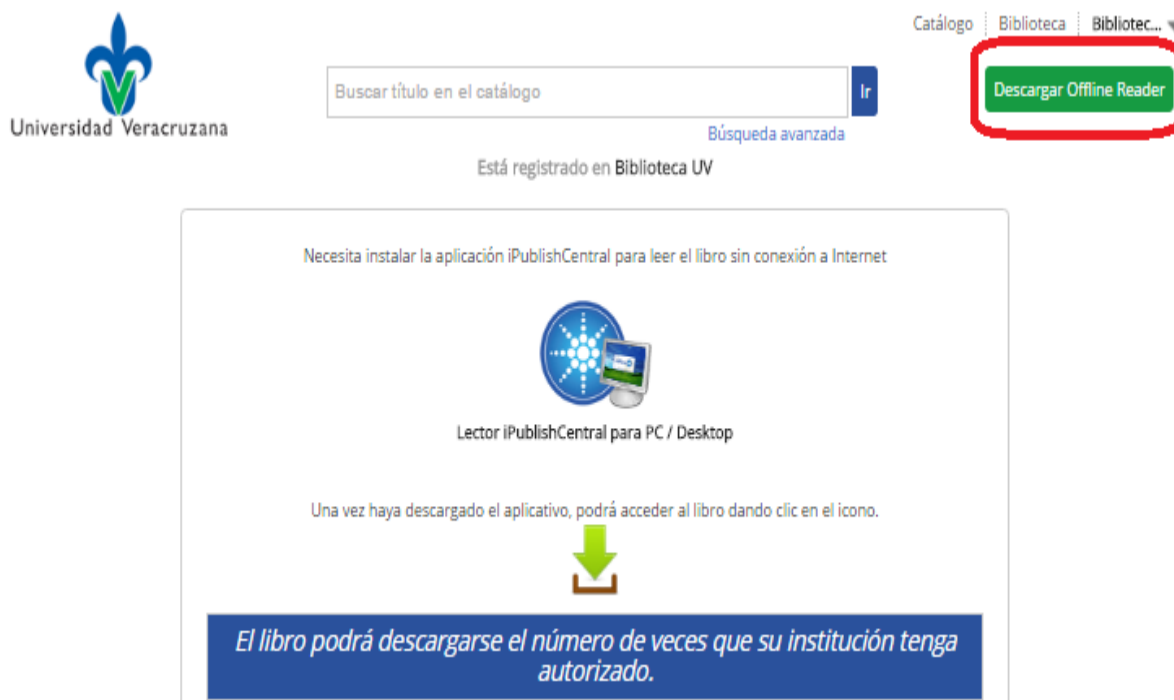 Catálogo Biblioteca Bibliotec...
Buscar título en el catálogo Ir Descargar Offline Reader
Universidad Veracruzana
Búsqueda avanzada
Está registrado en Biblioteca UV
Necesita instalar la aplicación iPublishCentral para leer el libro sin conexión a Internet
Lector iPublishCentral para PC / Desktop
Una vez haya descargado el aplicativo, podrá acceder al libro dando clic en el icono.
El libro podrá descargarse el número de veces que su institución tenga
autorizado.